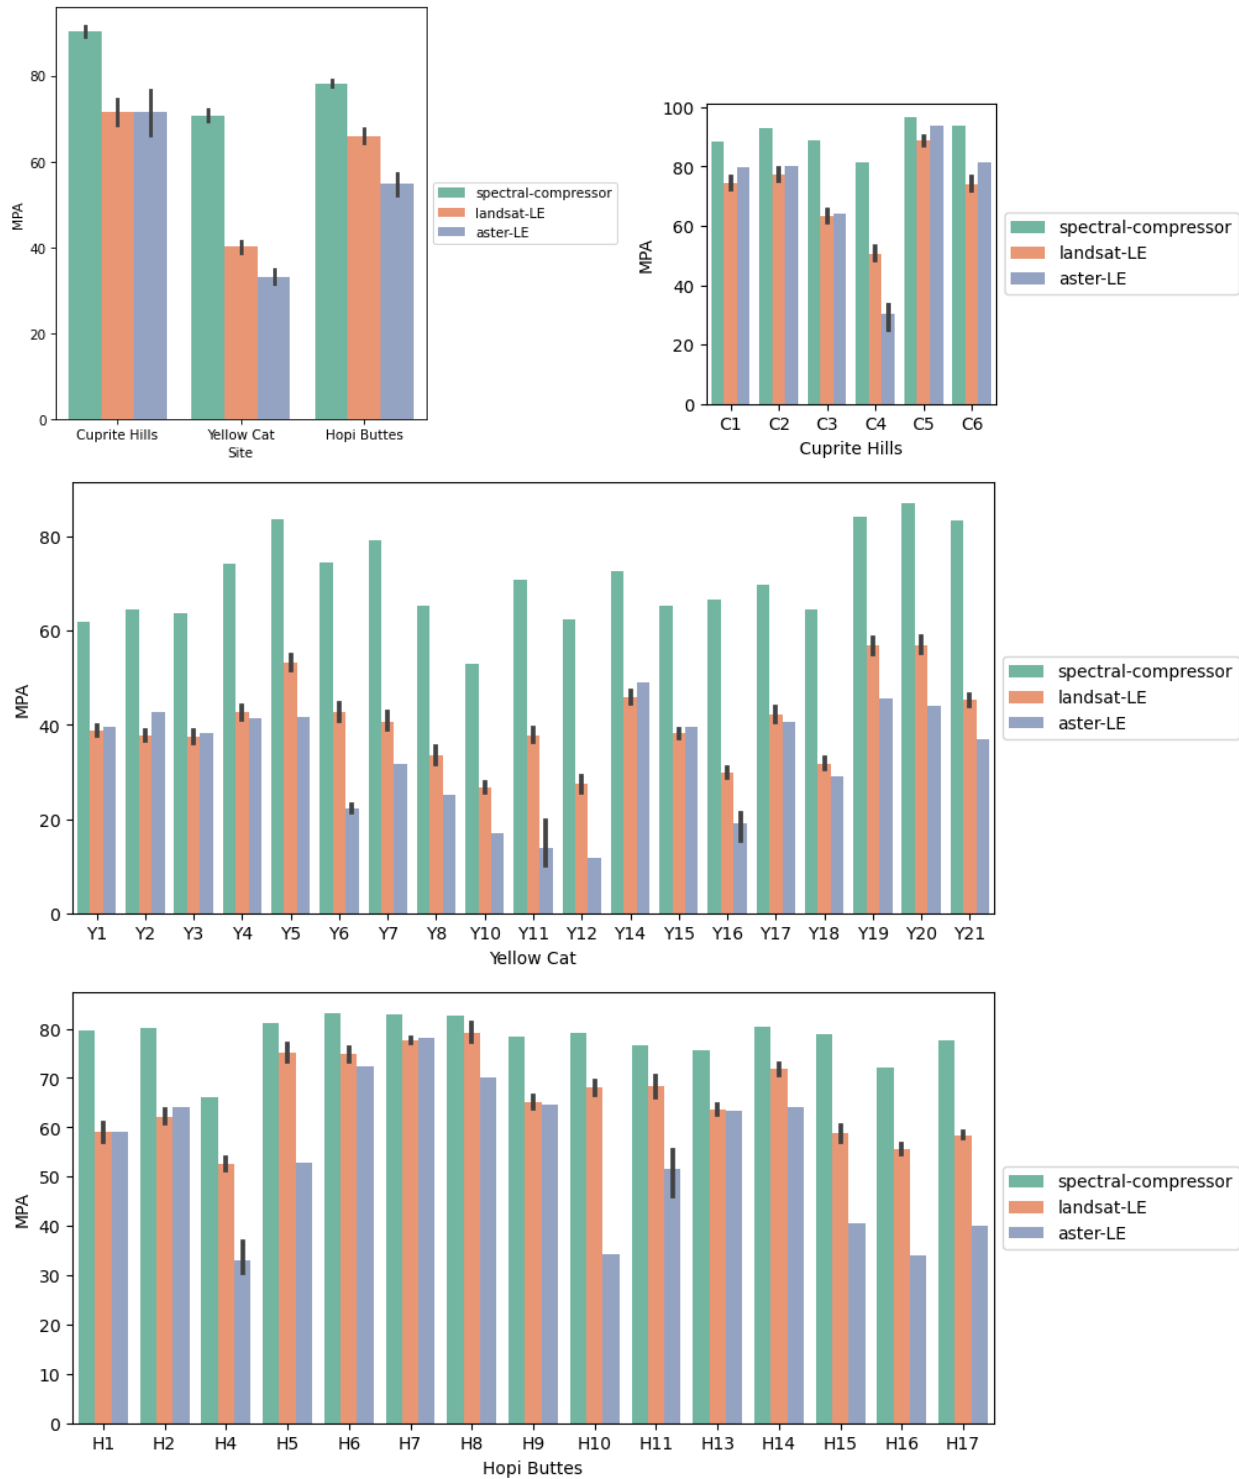 MPA
80
60
40
20
0
Cuprite Hills Yellow Cat Hopi Buttes
Site
spectral-compressor
landsat-LE
aster-LE
MPA
100
80
60
40
20
0
C1 C2 C3 C4 C5 C6
Cuprite Hills
spectral-compressor
landsat-LE
aster-LE
MPA
80
60
40
20
0
Y1 Y2 Y3 Y4 Y5 Y6 Y7 Y8 Y10 Y11 Y12 Y14 Y15 Y16 Y17 Y18 Y19 Y20 Y21
Yellow Cat
spectral-compressor
landsat-LE
aster-LE
MPA
80
70
60
50
40
30
20
10
0
H1 H2 H4 H5 H6 H7 H8 H9 H10 H11 H13 H14 H15 H16 H17
Hopi Buttes
spectral-compressor
landsat-LE
aster-LE